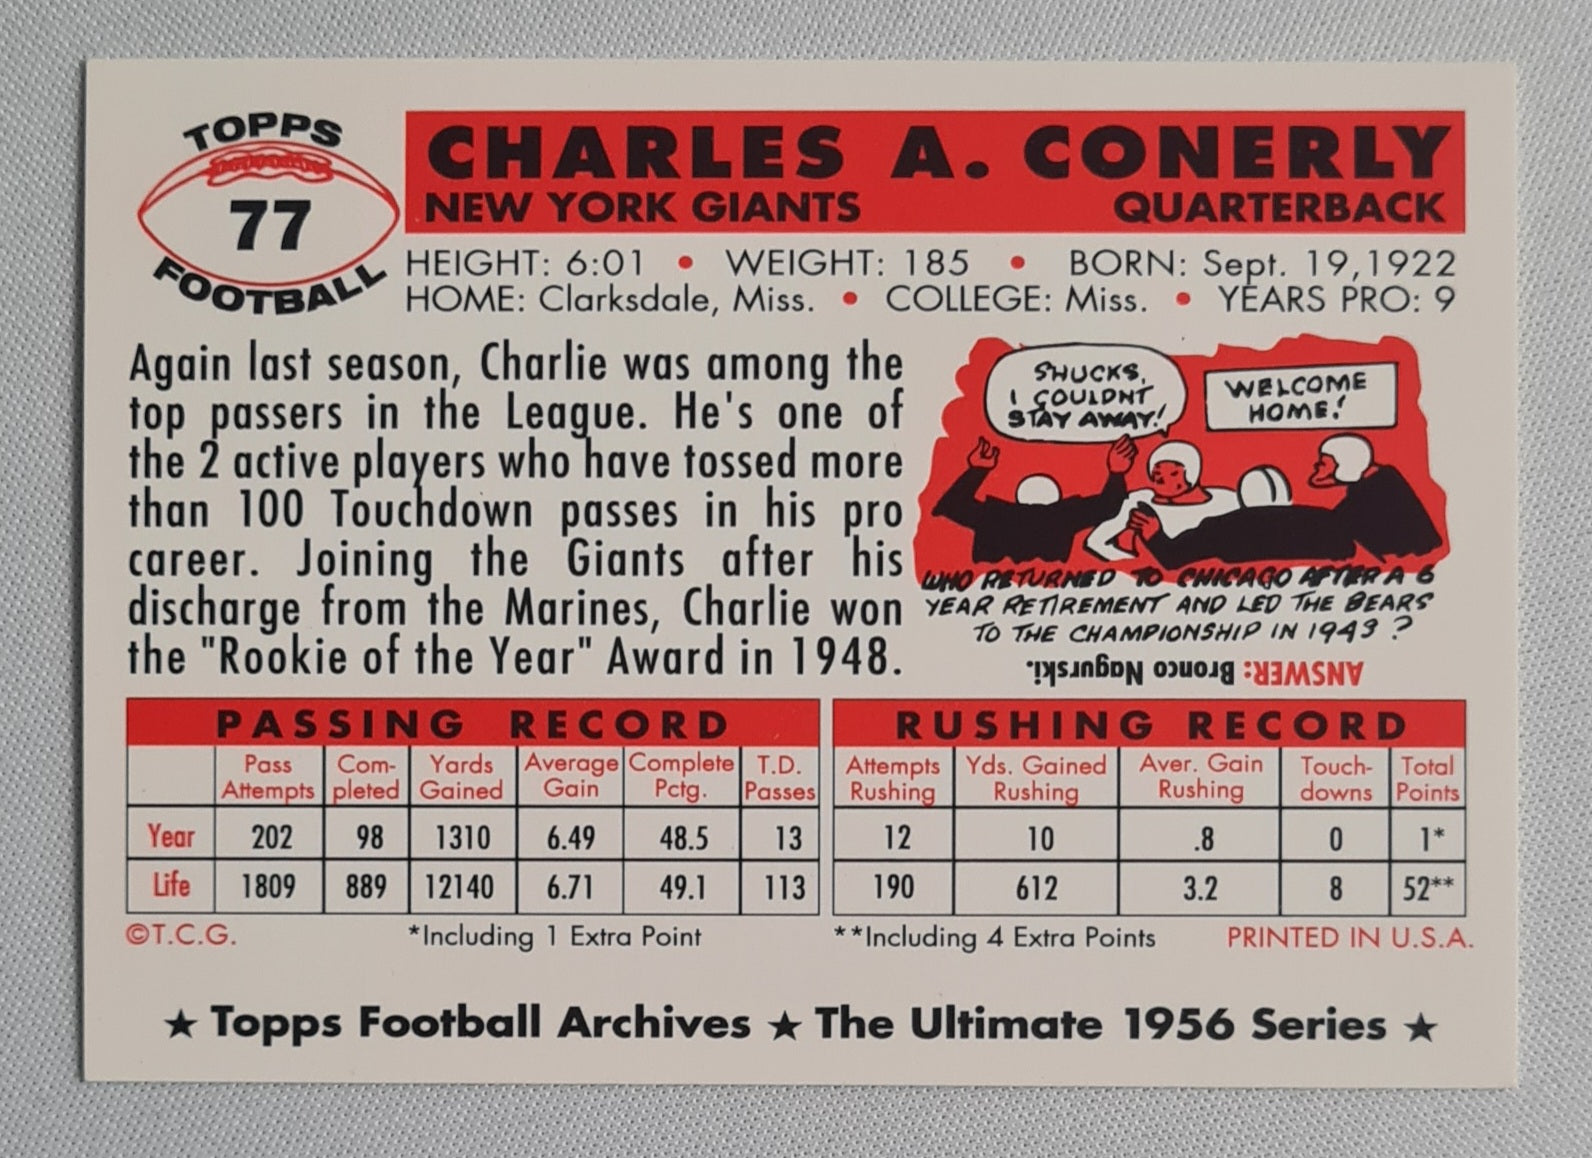 TOPPS
77
FOOTBALL
CHARLES A. CONERLY
NEW YORK GIANTS QUARTERBACK
HEIGHT: 6:01 • WEIGHT: 185 • BORN: Sept. 19,1922
HOME: Clarksdale, Miss. • COLLEGE: Miss. • YEARS PRO: 9
Again last season, Charlie was among the
top passers in the League. He's one of
the 2 active players who have tossed more
than 100 Touchdown passes in his pro
career. Joining the Giants after his
discharge from the Marines, Charlie won
the "Rookie of the Year" Award in 1948.
SHUCKS,
I COULDNT
STAY AWAY!
WELCOME
HOME!
WHO RETURNED TO CHICAGO AFTER A 6
YEAR RETIREMENT AND LED THE BEARS
TO THE CHAMPIONSHIP IN 1943?
ANSWER: Bronco Nagurski.
PASSING RECORD
Pass Com- Yards Average Complete T.D.
Attempts pleted Gained Gain Pctg. Passes
Year 202 98 1310 6.49 48.5 13
Life 1809 889 12140 6.71 49.1 113
RUSHING RECORD
Attempts Yds. Gained Aver. Gain Touch- Total
Rushing Rushing Rushing downs Points
12 10 .8 0 1*
190 612 3.2 8 52**
©T.C.G. *Including 1 Extra Point **Including 4 Extra Points PRINTED IN U.S.A.
★ Topps Football Archives ★ The Ultimate 1956 Series ★